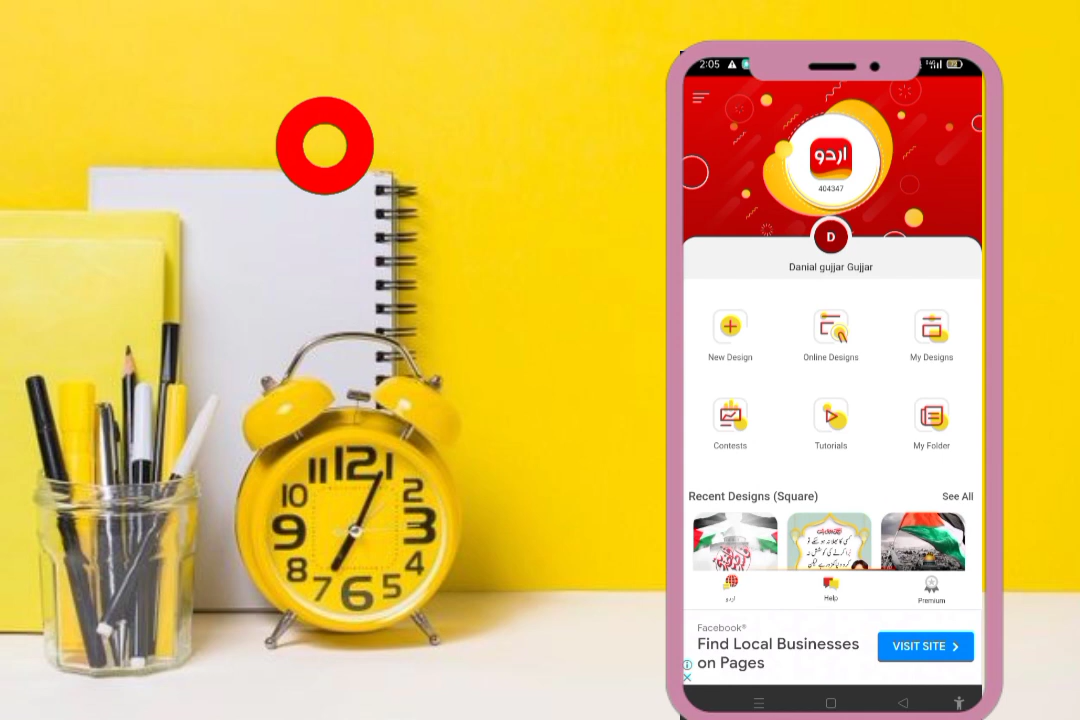 11 12 1
10 2
9 3
8 4
7 6 5
2:05
اردو
404347
D
Danial gujjar Gujjar
New Design
Online Designs
My Designs
Contests
Tutorials
My Folder
Recent Designs (Square)
See All
اردو
Help
Premium
Facebook®
Find Local Businesses
on Pages
VISIT SITE